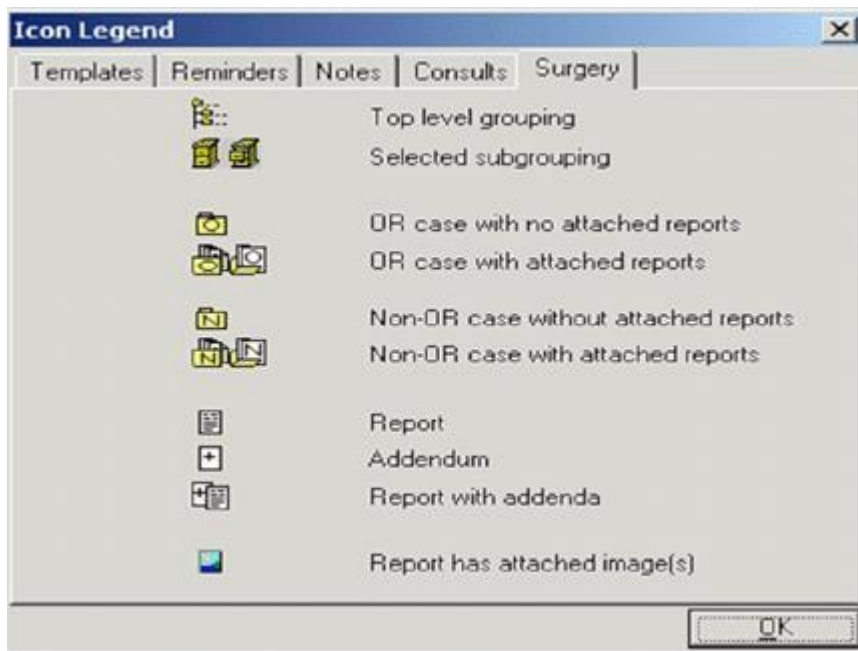 Icon Legend
Templates Reminders Notes Consults Surgery
Top level grouping
Selected subgrouping
OR case with no attached reports
OR case with attached reports
N Non-OR case without attached reports
N N Non-OR case with attached reports
Report
Addendum
Report with addenda
Report has attached image(s)
OK